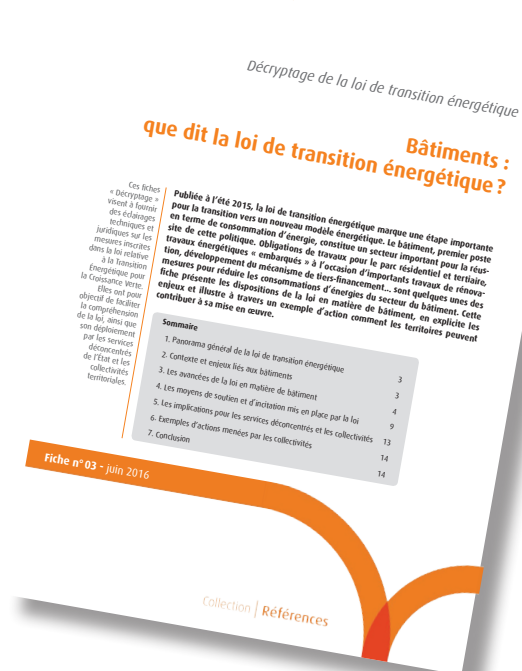 Décryptage de la loi de transition énergétique
Bâtiments :
que dit la loi de transition énergétique ?
Ces fiches
« Décryptage »
visent à fournir
des éclairages
techniques et
juridiques sur les
mesures inscrites
dans la loi relative
à la Transition
Énergétique pour
la Croissance Verte.
Elles ont pour
objectif de faciliter
la compréhension
de la loi, ainsi que
son déploiement
par les services
déconcentrés
de l'État et les
collectivités
territoriales.
Publiée à l'été 2015, la loi de transition énergétique marque une étape importante
pour la transition vers un nouveau modèle énergétique. Le bâtiment, premier poste
en terme de consommation d'énergie, constitue un secteur important pour la réus-
site de cette politique. Obligations de travaux pour le parc résidentiel et tertiaire,
travaux énergétiques « embarqués » à l'occasion d'importants travaux de rénova-
tion, développement du mécanisme de tiers-financement... sont quelques unes des
mesures pour réduire les consommations d'énergies du secteur du bâtiment. Cette
fiche présente les dispositions de la loi en matière de bâtiment, en explicite les
enjeux et illustre à travers un exemple d'action comment les territoires peuvent
contribuer à sa mise en œuvre.
Sommaire
1. Panorama général de la loi de transition énergétique 3
2. Contexte et enjeux liés aux bâtiments 3
3. Les avancées de la loi en matière de bâtiment 4
4. Les moyens de soutien et d'incitation mis en place par la loi 9
5. Les implications pour les services déconcentrés et les collectivités 13
6- Exemples d'actions menées par les collectivités 14
7. Conclusion 14
Fiche n° 03 - juin 2016
Collection | Références